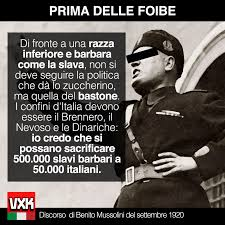 PRIMA DELLE FOIBE
Di fronte a una razza
inferiore e barbara
come la slava, non si
deve seguire la politica
che dà lo zuccherino,
ma quella del bastone.
I confini d'Italia devono
essere il Brennero, il
Nevoso e le Dinariche:
io credo che si
possano sacrificare
500.000 slavi barbari a
50.000 italiani.
VXK
Discorso di Benito Mussolini del settembre 1920